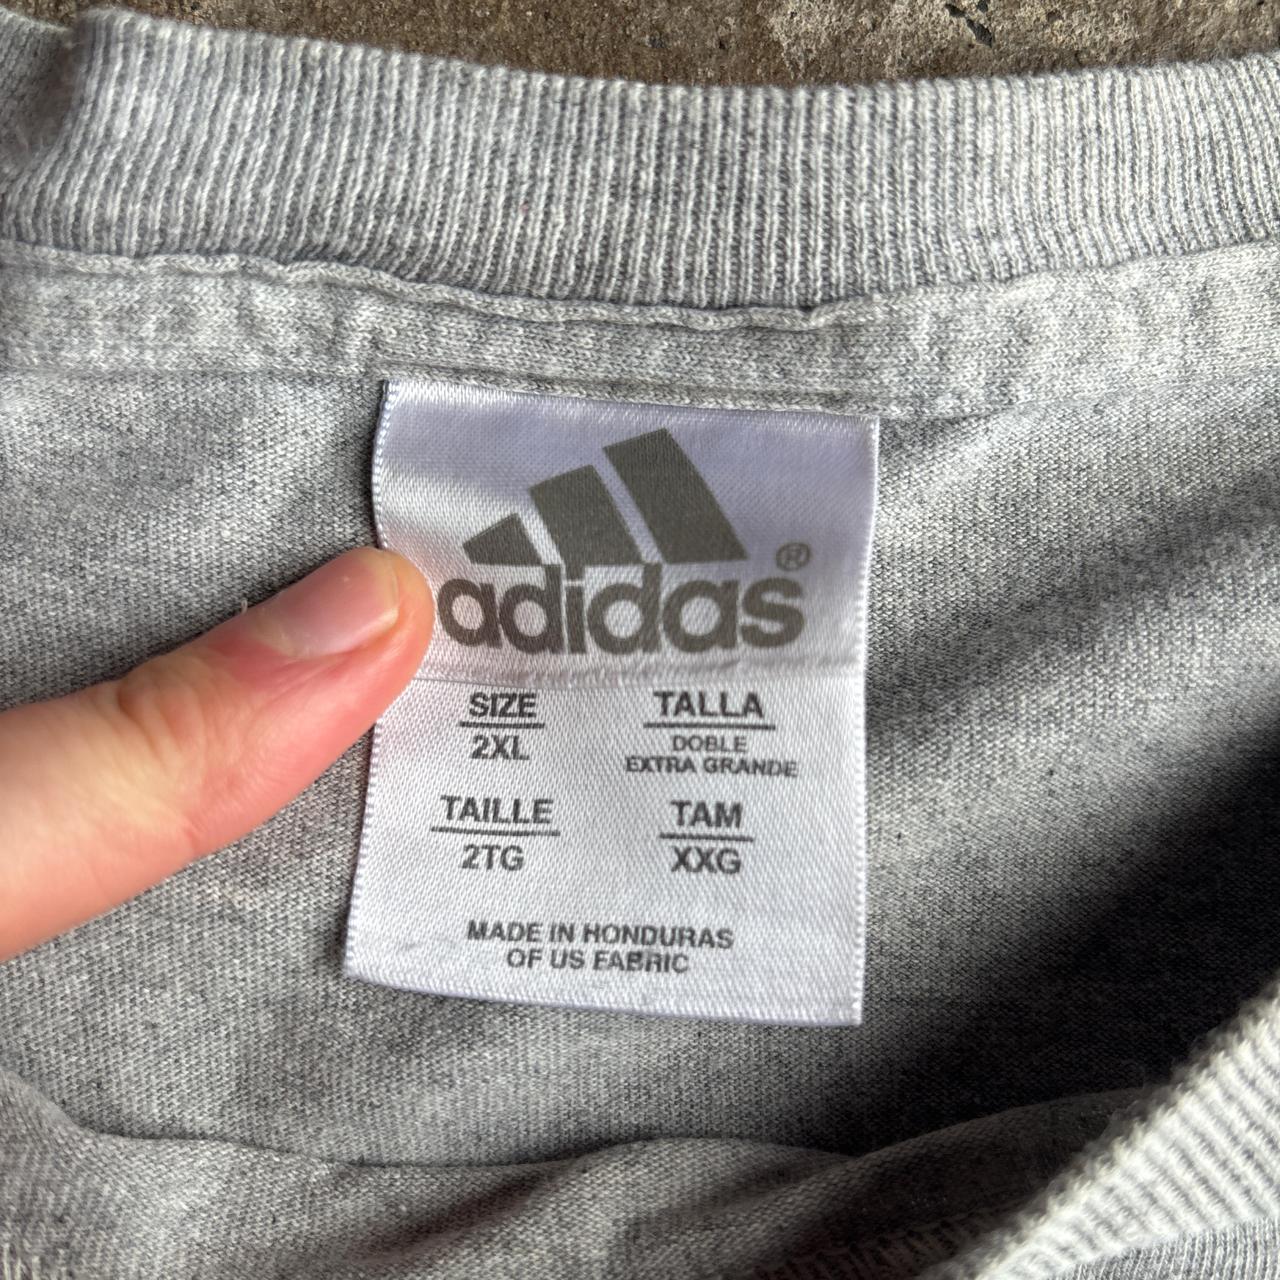 adidas®
SIZE TALLA
2XL DOBLE
EXTRA GRANDE
TAILLE TAM
2TG XXG
MADE IN HONDURAS
OF US FABRIC